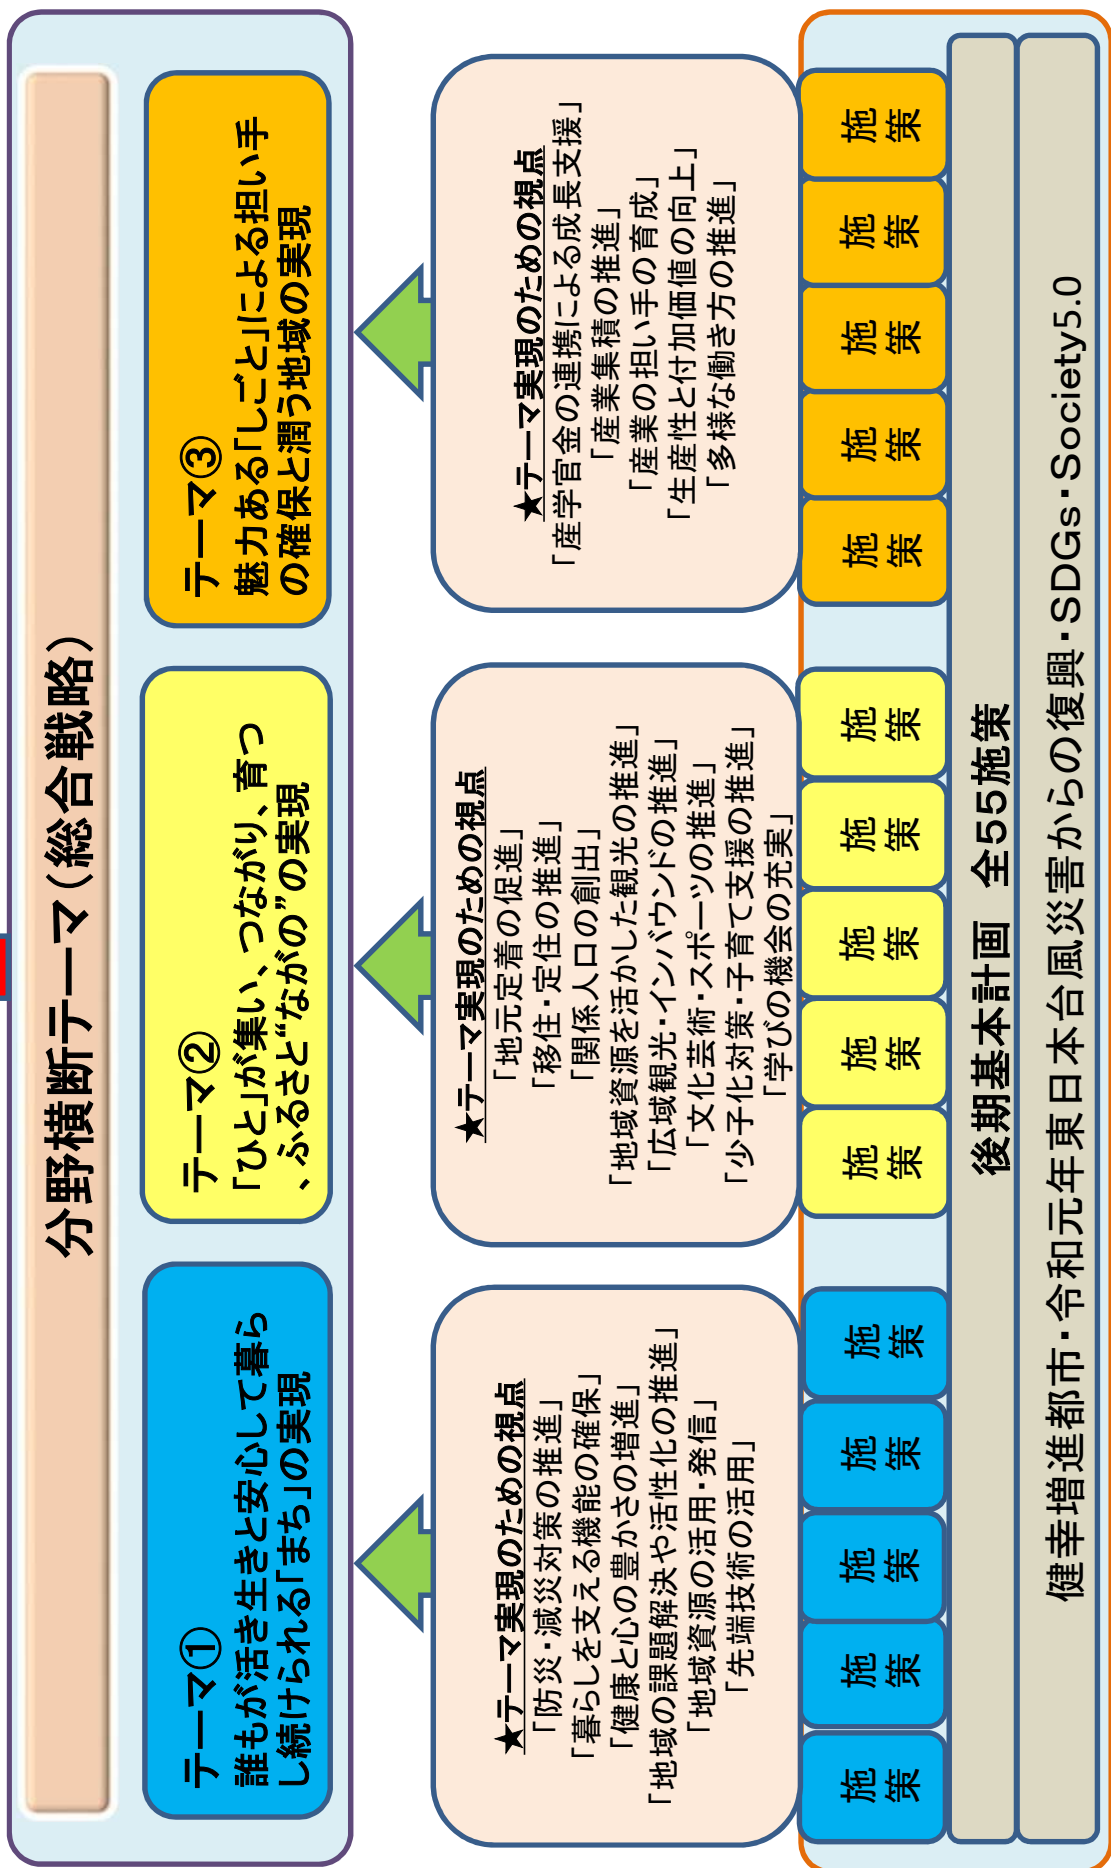 分野横断テーマ(総合戦略)
テーマ①
誰もが活き生きと安心して暮ら
し続けられる「まち」の実現
テーマ②
「ひと」が集い、つながり、育つ
、ふるさと“ながの”の実現
テーマ③
魅力ある「しごと」による担い手
の確保と潤う地域の実現
★テーマ実現のための視点
「防災・減災対策の推進」
「暮らしを支える機能の確保」
「健康と心の豊かさの増進」
「地域の課題解決や活性化の推進」
「地域資源の活用・発信」
「先端技術の活用」
★テーマ実現のための視点
「地元定着の促進」
「移住・定住の推進」
「関係人口の創出」
「地域資源を活かした観光の推進」
「広域観光・インバウンドの推進」
「文化芸術・スポーツの推進」
「少子化対策・子育て支援の推進」
「学びの機会の充実」
★テーマ実現のための視点
「産学官金の連携による成長支援」
「産業集積の推進」
「産業の担い手の育成」
「生産性と付加価値の向上」
「多様な働き方の推進」
施
策
施
策
施
策
施
策
施
策
施
策
施
策
施
策
施
策
施
策
施
策
施
策
施
策
施
策
施
策
後期基本計画 全55施策
健幸増進都市・令和元年東日本台風災害からの復興・SDGs・Society5.0